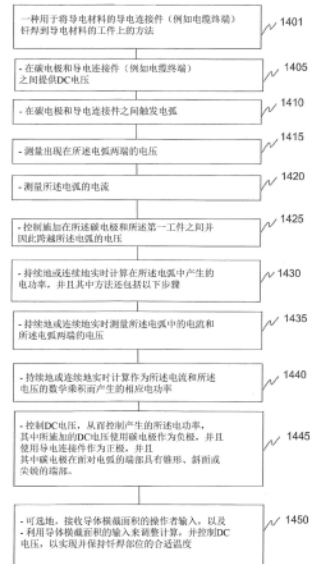 一种用于将导电材料的导电连接件（例如电缆终端）
钎焊到导电材料的工件上的方法
1401
- 在碳电极和导电连接件（例如电缆终端）
之间提供DC电压
1405
- 在碳电极和导电连接件之间触发电弧
1410
- 测量出现在所述电弧两端的电压
1415
- 测量所述电弧的电流
1420
- 控制施加在所述碳电极和所述第一工件之间并
因此跨越所述电弧的电压
1425
- 持续地或连续地实时计算在所述电弧中产生的
电功率，并且其中方法还包括以下步骤
1430
- 持续地或连续地实时测量所述电弧中的电流和
所述电弧两端的电压
1435
- 持续地或连续地实时计算作为所述电流和所述
电压的数学乘积而产生的相应电功率
1440
- 控制DC电压，从而控制产生的所述电功率，
其中所施加的DC电压使用碳电极作为负极，并且
使用导电连接件作为正极，并且
其中碳电极在面对电弧的端部具有锥形、斜面或
尖锐的端部。
1445
- 可选地，接收导体横截面积的操作者输入，以及
- 利用导体横截面积的输入来调整计算，并控制DC
电压，以实现并保持钎焊部位的合适温度
1450